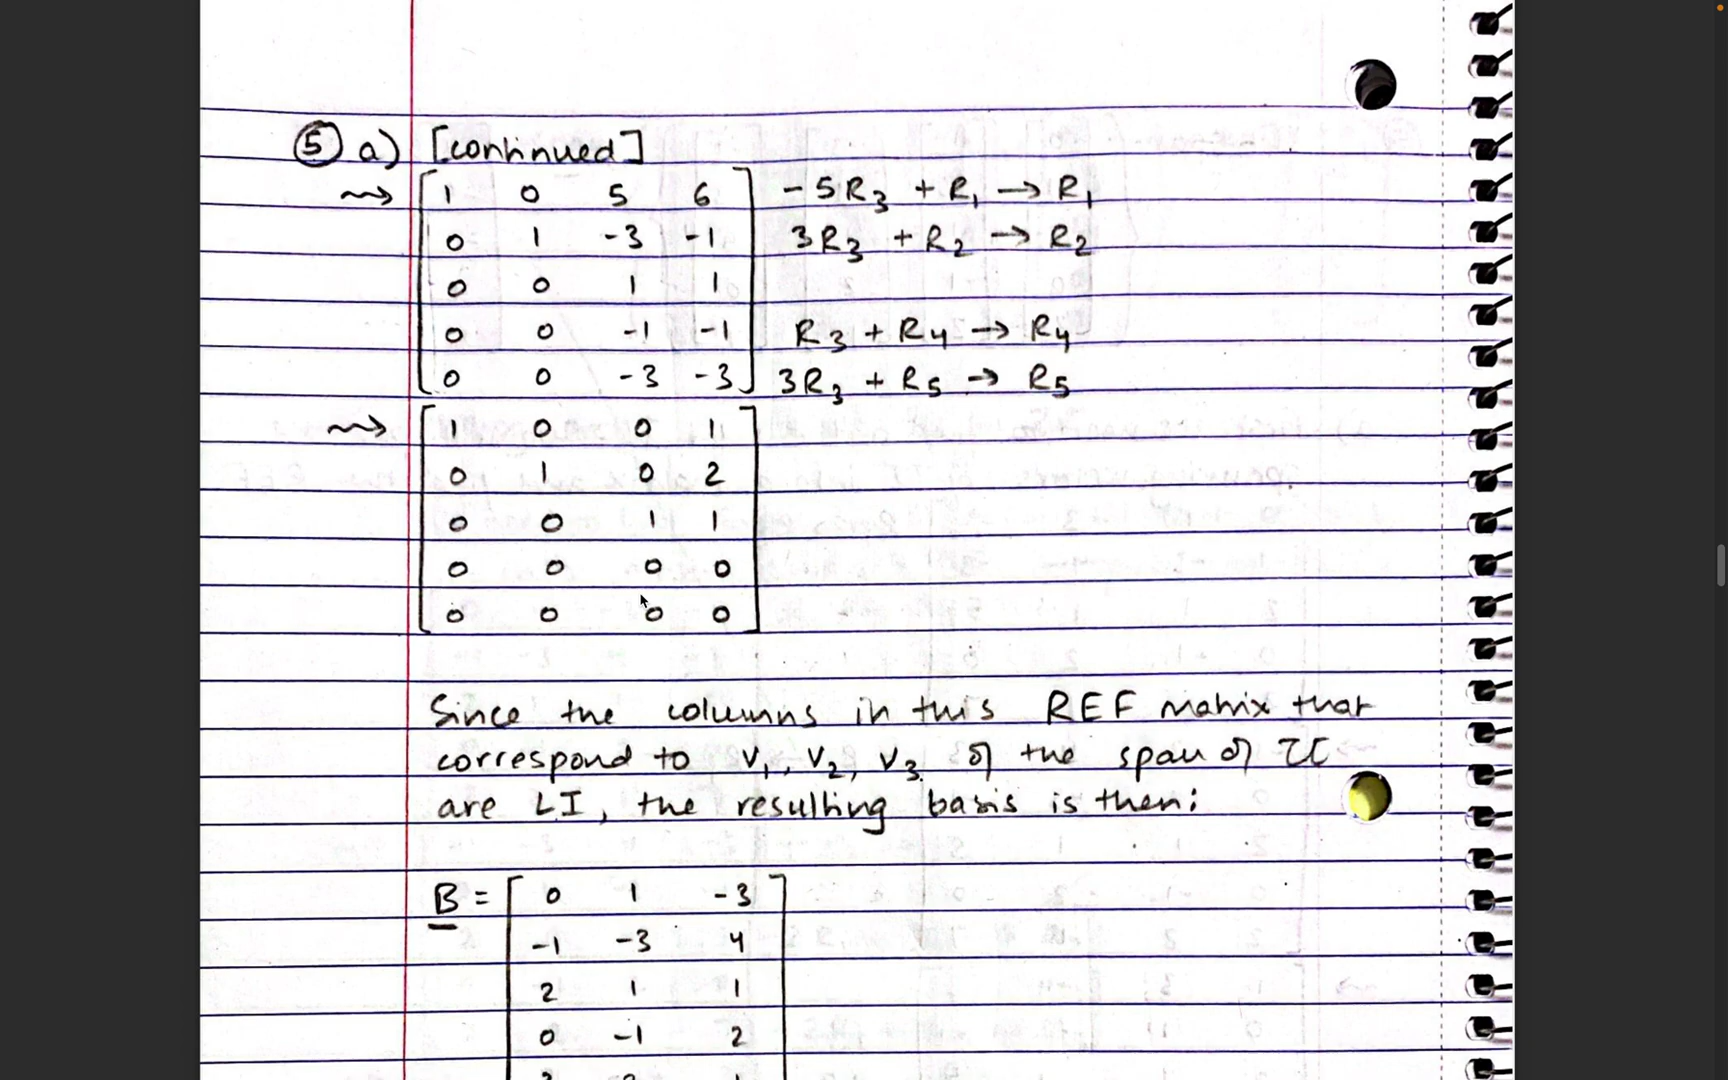 ⑤ a) [continued]
⇝ [ 1 0 5 6 ] -5R₃ + R₁ → R₁
0 1 -3 -1 3R₃ + R₂ → R₂
0 0 1 1
0 0 -1 -1 R₃ + R₄ → R₄
0 0 -3 -3 3R₃ + R₅ → R₅
⇝ [ 1 0 0 1 ]
0 1 0 2
0 0 1 1
0 0 0 0
0 0 0 0
Since the columns in this REF matrix that
correspond to v₁, v₂, v₃ of the span of U
are LI, the resulting basis is then:
B = [ 0 1 -3 ]
-1 -3 4
2 1 1
0 -1 2